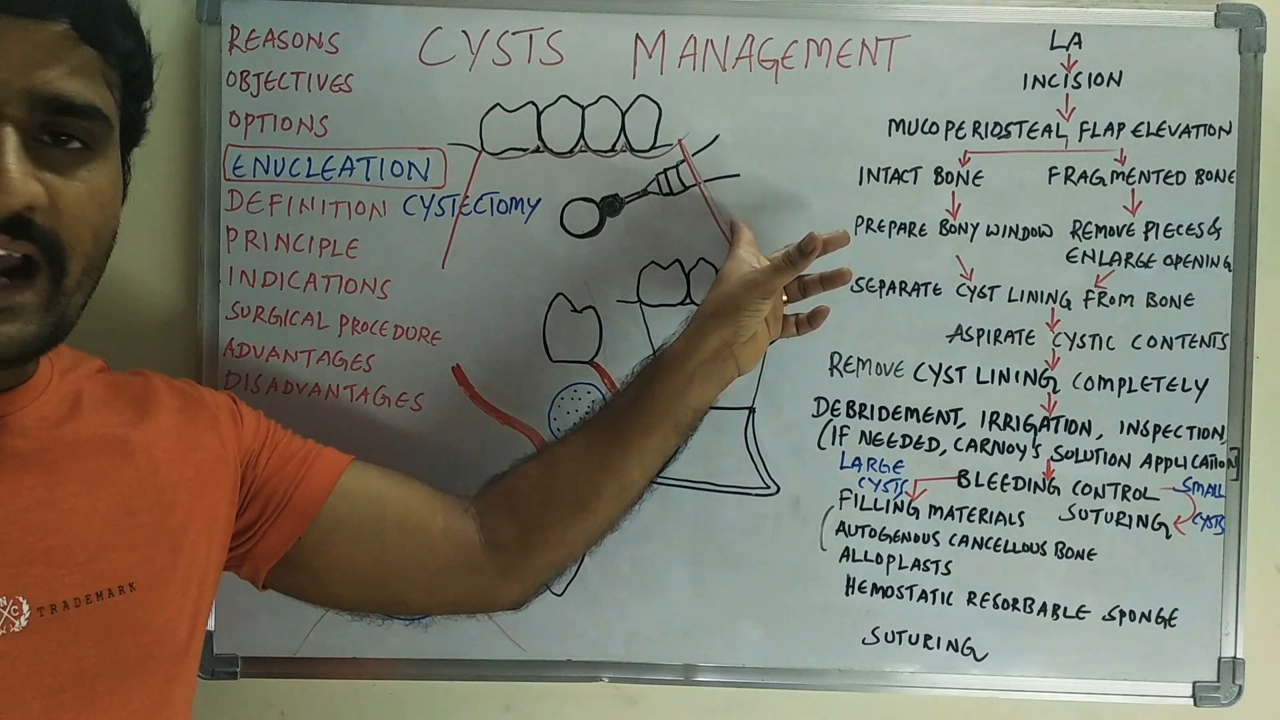 CYSTS MANAGEMENT
REASONS
OBJECTIVES
OPTIONS
ENUCLEATION
DEFINITION CYSTECTOMY
PRINCIPLE
INDICATIONS
SURGICAL PROCEDURE
ADVANTAGES
DISADVANTAGES
LA
INCISION
MUCOPERIOSTEAL FLAP ELEVATION
INTACT BONE FRAGMENTED BONE
PREPARE BONY WINDOW REMOVE PIECES &
ENLARGE OPENING
SEPARATE CYST LINING FROM BONE
ASPIRATE CYSTIC CONTENTS
REMOVE CYST LINING COMPLETELY
DEBRIDEMENT, IRRIGATION, INSPECTION
(IF NEEDED, CARNOY'S SOLUTION APPLICATION)
LARGE
CYSTS BLEEDING CONTROL SMALL
CYSTS
FILLING MATERIALS SUTURING
(AUTOGENOUS CANCELLOUS BONE
ALLOPLASTS
HEMOSTATIC RESORBABLE SPONGE
SUTURING
TRADEMARK